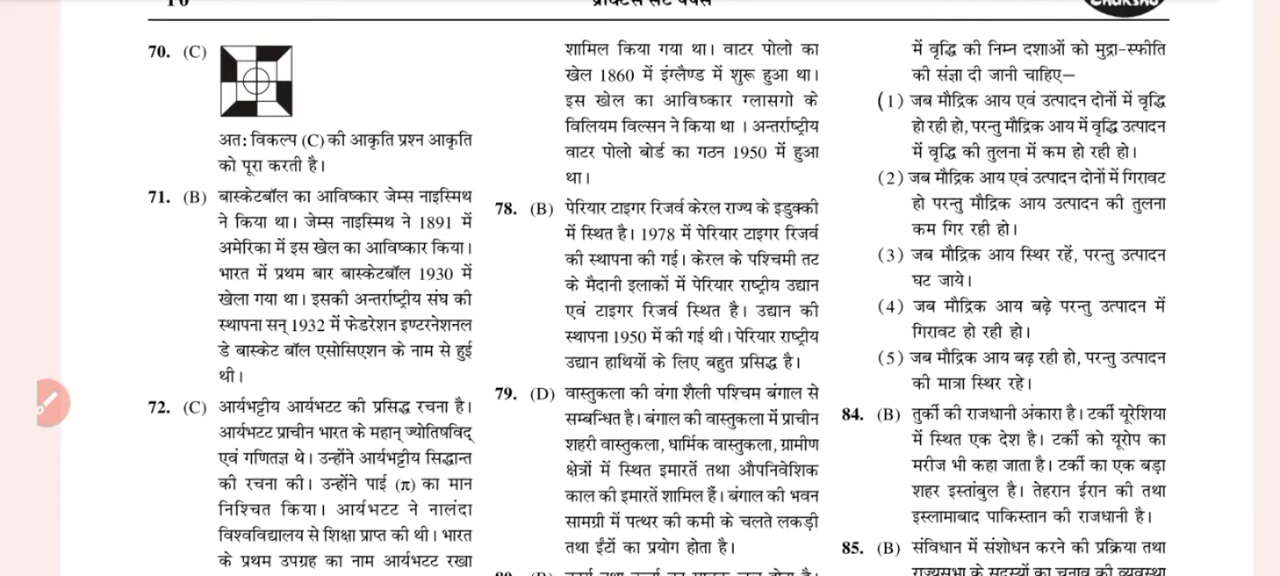 प्रैक्टिस सेट पेपर्स
70. (C)
अत: विकल्प (C) की आकृति प्रश्न आकृति
को पूरा करती है।
71. (B) बास्केटबॉल का आविष्कार जेम्स नाइस्मिथ
ने किया था। जेम्स नाइस्मिथ ने 1891 में
अमेरिका में इस खेल का आविष्कार किया।
भारत में प्रथम बार बास्केटबॉल 1930 में
खेला गया था। इसकी अन्तर्राष्ट्रीय संघ की
स्थापना सन् 1932 में फेडरेशन इण्टरनेशनल
डे बास्केट बॉल एसोसिएशन के नाम से हुई
थी।
72. (C) आर्यभट्टीय आर्यभटट की प्रसिद्ध रचना है।
आर्यभटट प्राचीन भारत के महान् ज्योतिषविद्
एवं गणितज्ञ थे। उन्होंने आर्यभट्टीय सिद्धान्त
की रचना की। उन्होंने पाई (π) का मान
निश्चित किया। आर्यभटट ने नालंदा
विश्वविद्यालय से शिक्षा प्राप्त की थी। भारत
के प्रथम उपग्रह का नाम आर्यभटट रखा
शामिल किया गया था। वाटर पोलो का
खेल 1860 में इंग्लैण्ड में शुरू हुआ था।
इस खेल का आविष्कार ग्लासगो के
विलियम विल्सन ने किया था । अन्तर्राष्ट्रीय
वाटर पोलो बोर्ड का गठन 1950 में हुआ
था।
78. (B) पेरियार टाइगर रिजर्व केरल राज्य के इडुक्की
में स्थित है। 1978 में पेरियार टाइगर रिजर्व
की स्थापना की गई। केरल के पश्चिमी तट
के मैदानी इलाकों में पेरियार राष्ट्रीय उद्यान
एवं टाइगर रिजर्व स्थित है। उद्यान की
स्थापना 1950 में की गई थी। पेरियार राष्ट्रीय
उद्यान हाथियों के लिए बहुत प्रसिद्ध है।
79. (D) वास्तुकला की वंगा शैली पश्चिम बंगाल से
सम्बन्धित है। बंगाल की वास्तुकला में प्राचीन
शहरी वास्तुकला, धार्मिक वास्तुकला, ग्रामीण
क्षेत्रों में स्थित इमारतें तथा औपनिवेशिक
काल की इमारतें शामिल हैं। बंगाल की भवन
सामग्री में पत्थर की कमी के चलते लकड़ी
तथा ईंटों का प्रयोग होता है।
में वृद्धि की निम्न दशाओं को मुद्रा-स्फीति
की संज्ञा दी जानी चाहिए—
(1) जब मौद्रिक आय एवं उत्पादन दोनों में वृद्धि
हो रही हो, परन्तु मौद्रिक आय में वृद्धि उत्पादन
में वृद्धि की तुलना में कम हो रही हो।
(2) जब मौद्रिक आय एवं उत्पादन दोनों में गिरावट
हो परन्तु मौद्रिक आय उत्पादन की तुलना
कम गिर रही हो।
(3) जब मौद्रिक आय स्थिर रहें, परन्तु उत्पादन
घट जाये।
(4) जब मौद्रिक आय बढ़े परन्तु उत्पादन में
गिरावट हो रही हो।
(5) जब मौद्रिक आय बढ़ रही हो, परन्तु उत्पादन
की मात्रा स्थिर रहे।
84. (B) तुर्की की राजधानी अंकारा है। टर्की यूरेशिया
में स्थित एक देश है। टर्की को यूरोप का
मरीज भी कहा जाता है। टर्की का एक बड़ा
शहर इस्तांबुल है। तेहरान ईरान की तथा
इस्लामाबाद पाकिस्तान की राजधानी है।
85. (B) संविधान में संशोधन करने की प्रक्रिया तथा
राज्यसभा के सदस्यों का चुनाव की व्यवस्था